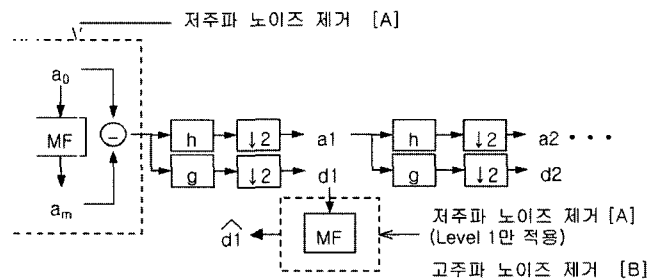 저주파 노이즈 제거 [A]
a0
MF
−
am
h ↓2 a1 h ↓2 a2 · · ·
g ↓2 d1 g ↓2 d2
d1̂ MF
저주파 노이즈 제거 [A]
(Level 1만 적용)
고주파 노이즈 제거 [B]